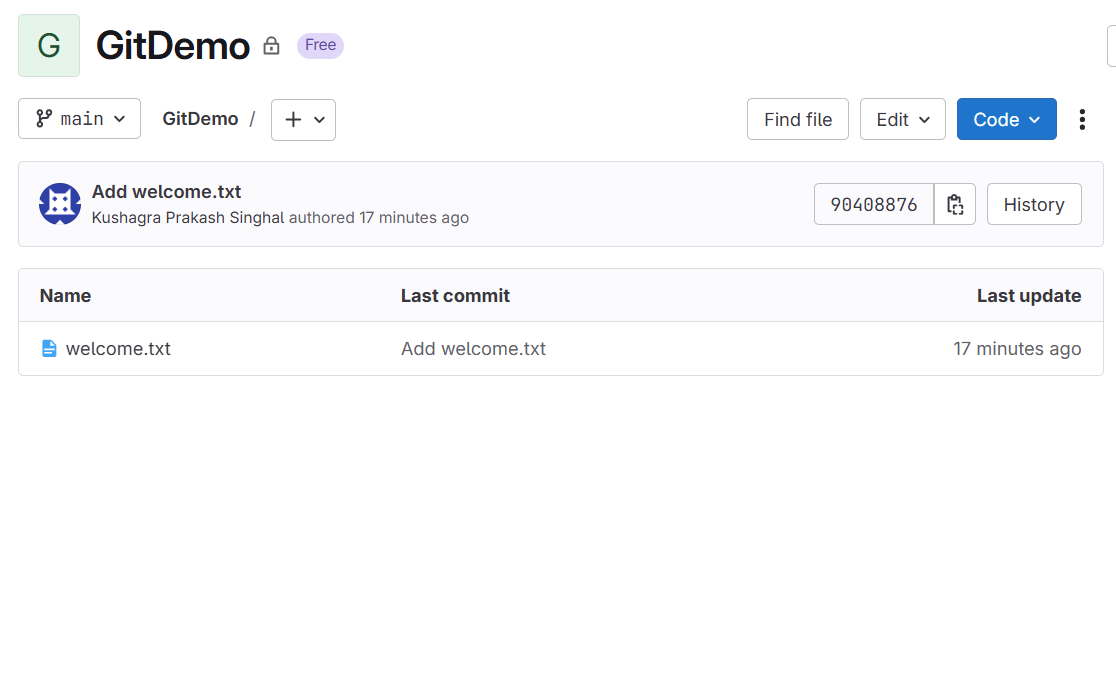 G GitDemo Free
main GitDemo / + Find file Edit Code
Add welcome.txt
Kushagra Prakash Singhal authored 17 minutes ago
90408876 History
Name Last commit Last update
welcome.txt Add welcome.txt 17 minutes ago